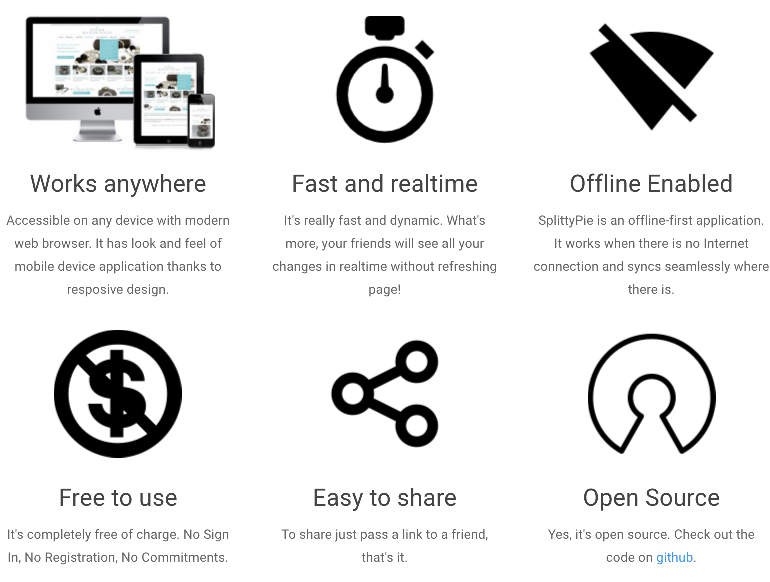 Works anywhere
Accessible on any device with modern
web browser. It has look and feel of
mobile device application thanks to
resposive design.
Fast and realtime
It's really fast and dynamic. What's
more, your friends will see all your
changes in realtime without refreshing
page!
Offline Enabled
SplittyPie is an offline-first application.
It works when there is no Internet
connection and syncs seamlessly where
there is.
Free to use
It's completely free of charge. No Sign
In, No Registration, No Commitments.
Easy to share
To share just pass a link to a friend,
that's it.
Open Source
Yes, it's open source. Check out the
code on github.